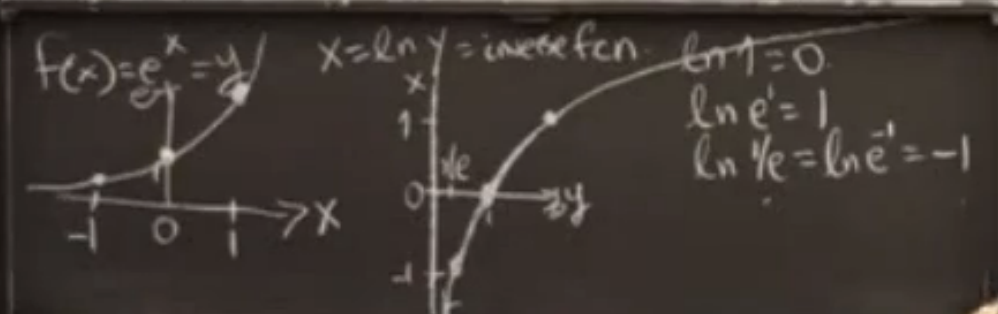 f(x)=e^x=y
e
1
-1 0 1 > x
x=ln y = inverse fcn.
x
1
1/e
0
1
e y
-1
ln 1=0
ln e^1=1
ln 1/e=ln e^-1=-1